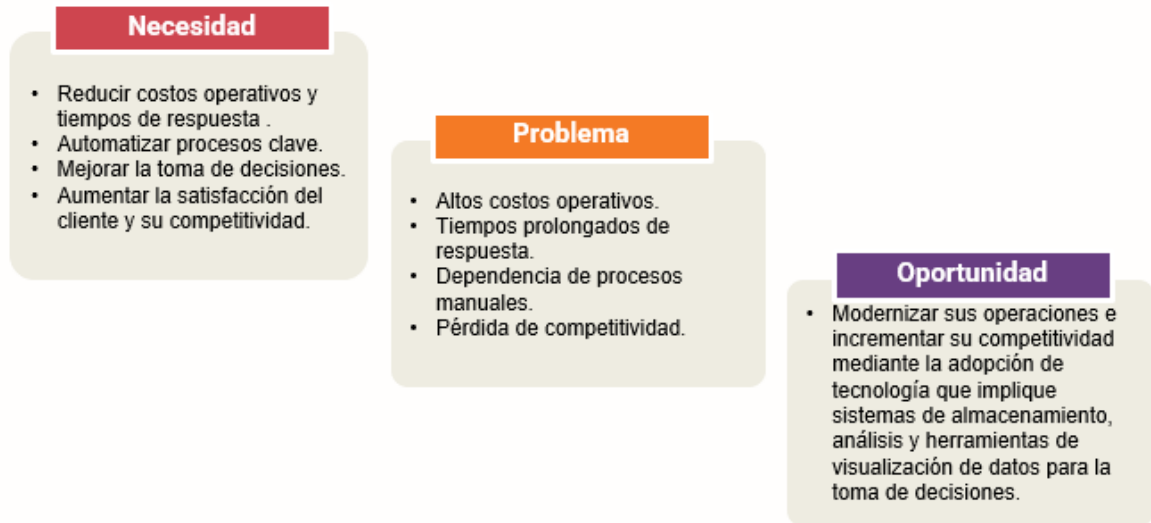 Necesidad
• Reducir costos operativos y
tiempos de respuesta .
• Automatizar procesos clave.
• Mejorar la toma de decisiones.
• Aumentar la satisfacción del
cliente y su competitividad.
Problema
• Altos costos operativos.
• Tiempos prolongados de
respuesta.
• Dependencia de procesos
manuales.
• Pérdida de competitividad.
Oportunidad
• Modernizar sus operaciones e
incrementar su competitividad
mediante la adopción de
tecnología que implique
sistemas de almacenamiento,
análisis y herramientas de
visualización de datos para la
toma de decisiones.